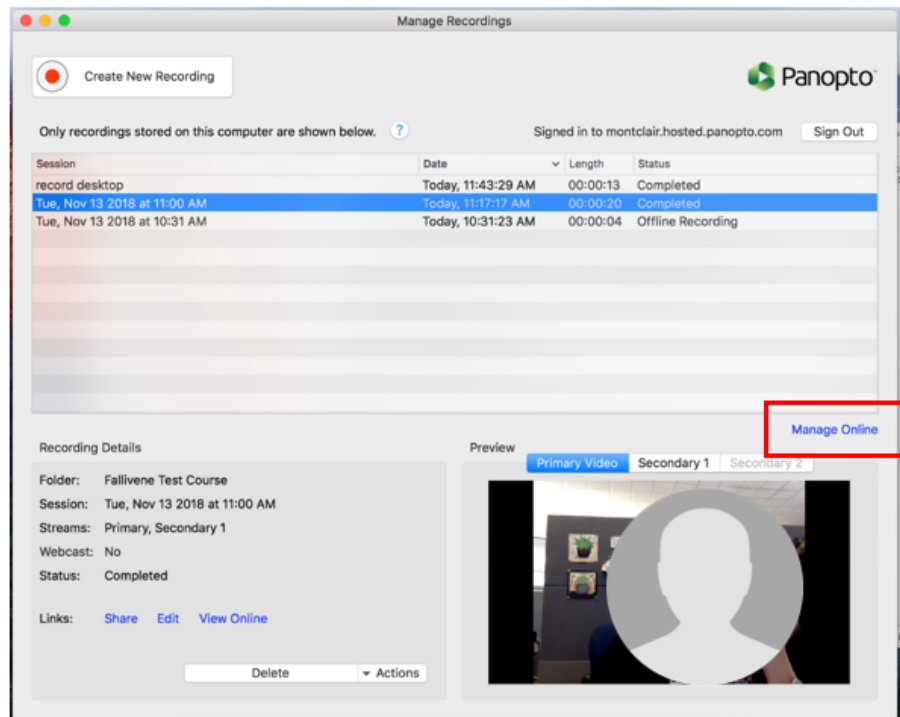 Manage Recordings
Create New Recording
Panopto™
Only recordings stored on this computer are shown below. ?
Signed in to montclair.hosted.panopto.com Sign Out
Session Date Length Status
record desktop Today, 11:43:29 AM 00:00:13 Completed
Tue, Nov 13 2018 at 11:00 AM Today, 11:17:17 AM 00:00:20 Completed
Tue, Nov 13 2018 at 10:31 AM Today, 10:31:23 AM 00:00:04 Offline Recording
Manage Online
Recording Details
Folder: Fallivene Test Course
Session: Tue, Nov 13 2018 at 11:00 AM
Streams: Primary, Secondary 1
Webcast: No
Status: Completed
Links: Share Edit View Online
Delete Actions
Preview
Primary Video Secondary 1 Secondary 2